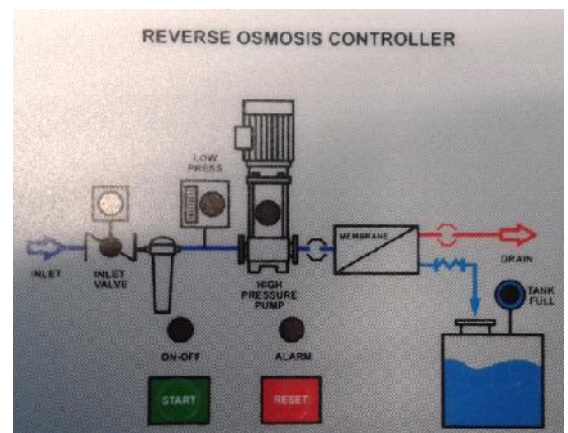 REVERSE OSMOSIS CONTROLLER
LOW
PRESS
MEMBRANE
INLET
INLET
VALVE
HIGH
PRESSURE
PUMP
DRAIN
TANK
FULL
ON-OFF
ALARM
START
RESET